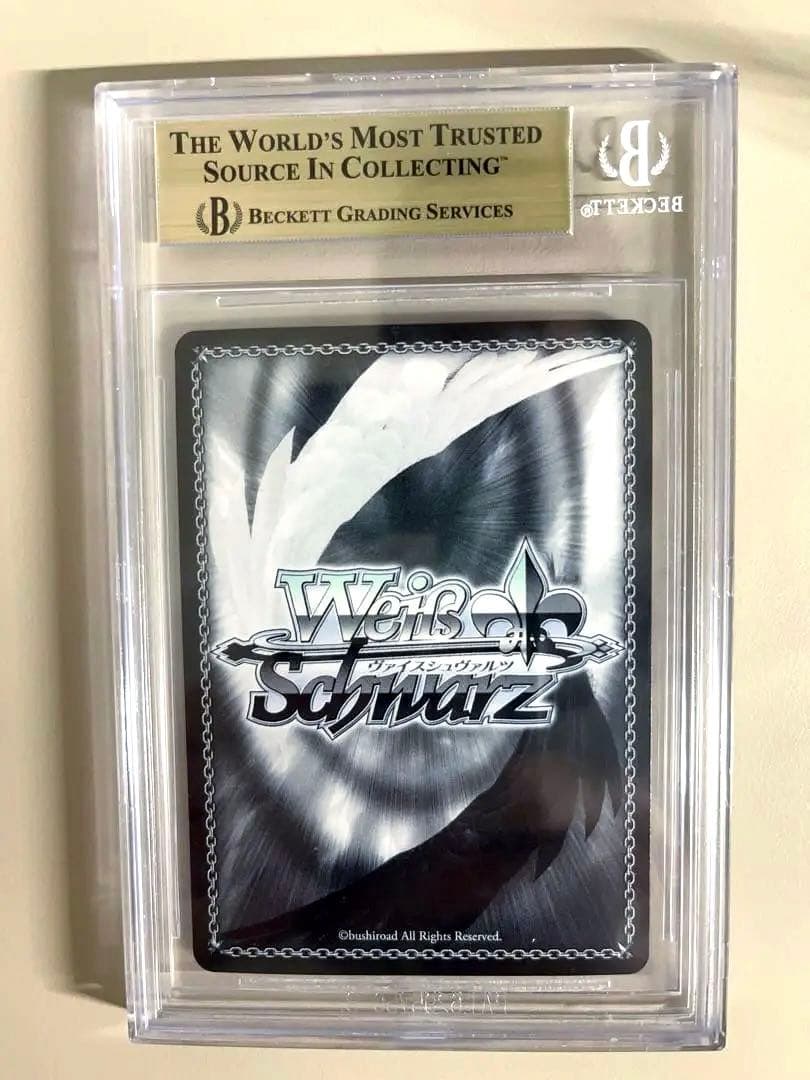 THE WORLD'S MOST TRUSTED
SOURCE IN COLLECTING™
B BECKETT GRADING SERVICES
B
BECKETT®
Weiß
ヴァイスシュヴァルツ
Schwarz
©bushiroad All Rights Reserved.